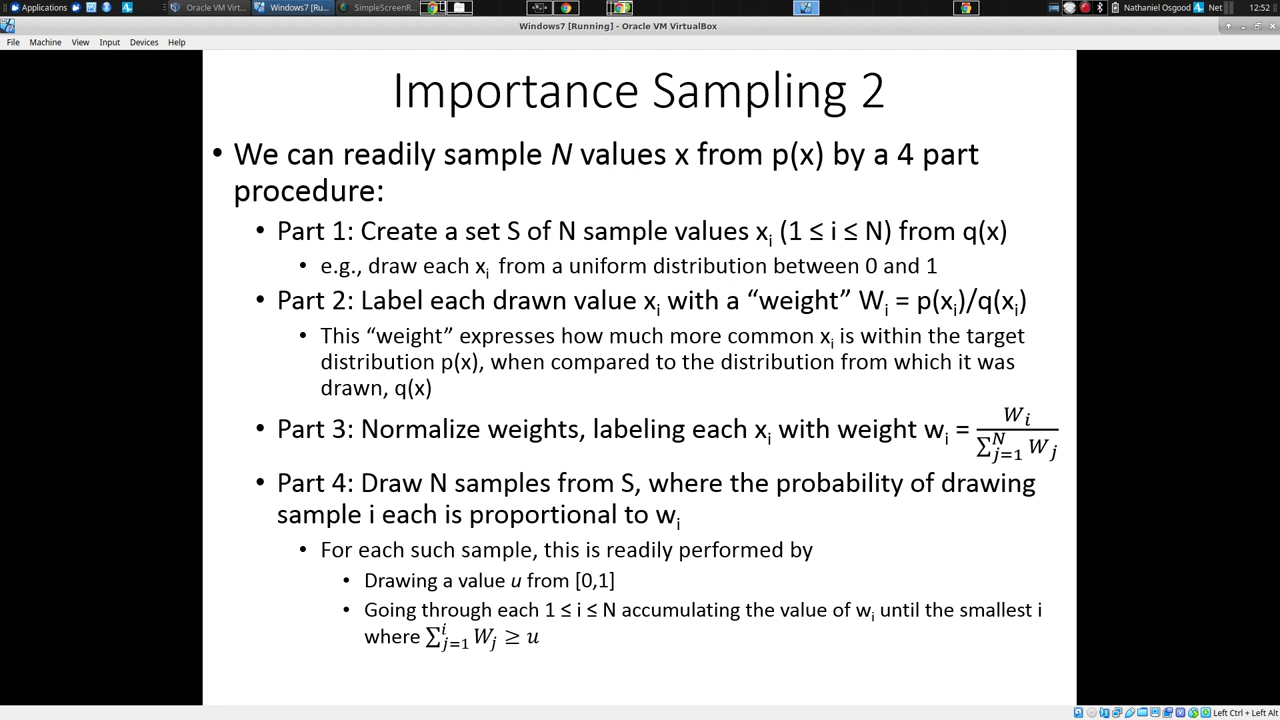 Applications
Oracle VM Virt...
Windows7 [Ru...
SimpleScreenR...
Nathaniel Osgood
Net
12:52
Windows7 [Running] - Oracle VM VirtualBox
File Machine View Input Devices Help
Importance Sampling 2
• We can readily sample N values x from p(x) by a 4 part
procedure:
• Part 1: Create a set S of N sample values xᵢ (1 ≤ i ≤ N) from q(x)
• e.g., draw each xᵢ from a uniform distribution between 0 and 1
• Part 2: Label each drawn value xᵢ with a “weight” Wᵢ = p(xᵢ)/q(xᵢ)
• This “weight” expresses how much more common xᵢ is within the target
distribution p(x), when compared to the distribution from which it was
drawn, q(x)
• Part 3: Normalize weights, labeling each xᵢ with weight wᵢ = Wᵢ / ∑ᴺⱼ₌₁ Wⱼ
• Part 4: Draw N samples from S, where the probability of drawing
sample i each is proportional to wᵢ
• For each such sample, this is readily performed by
• Drawing a value u from [0,1]
• Going through each 1 ≤ i ≤ N accumulating the value of wᵢ until the smallest i
where ∑ⁱⱼ₌₁ Wⱼ ≥ u
Left Ctrl + Left Alt